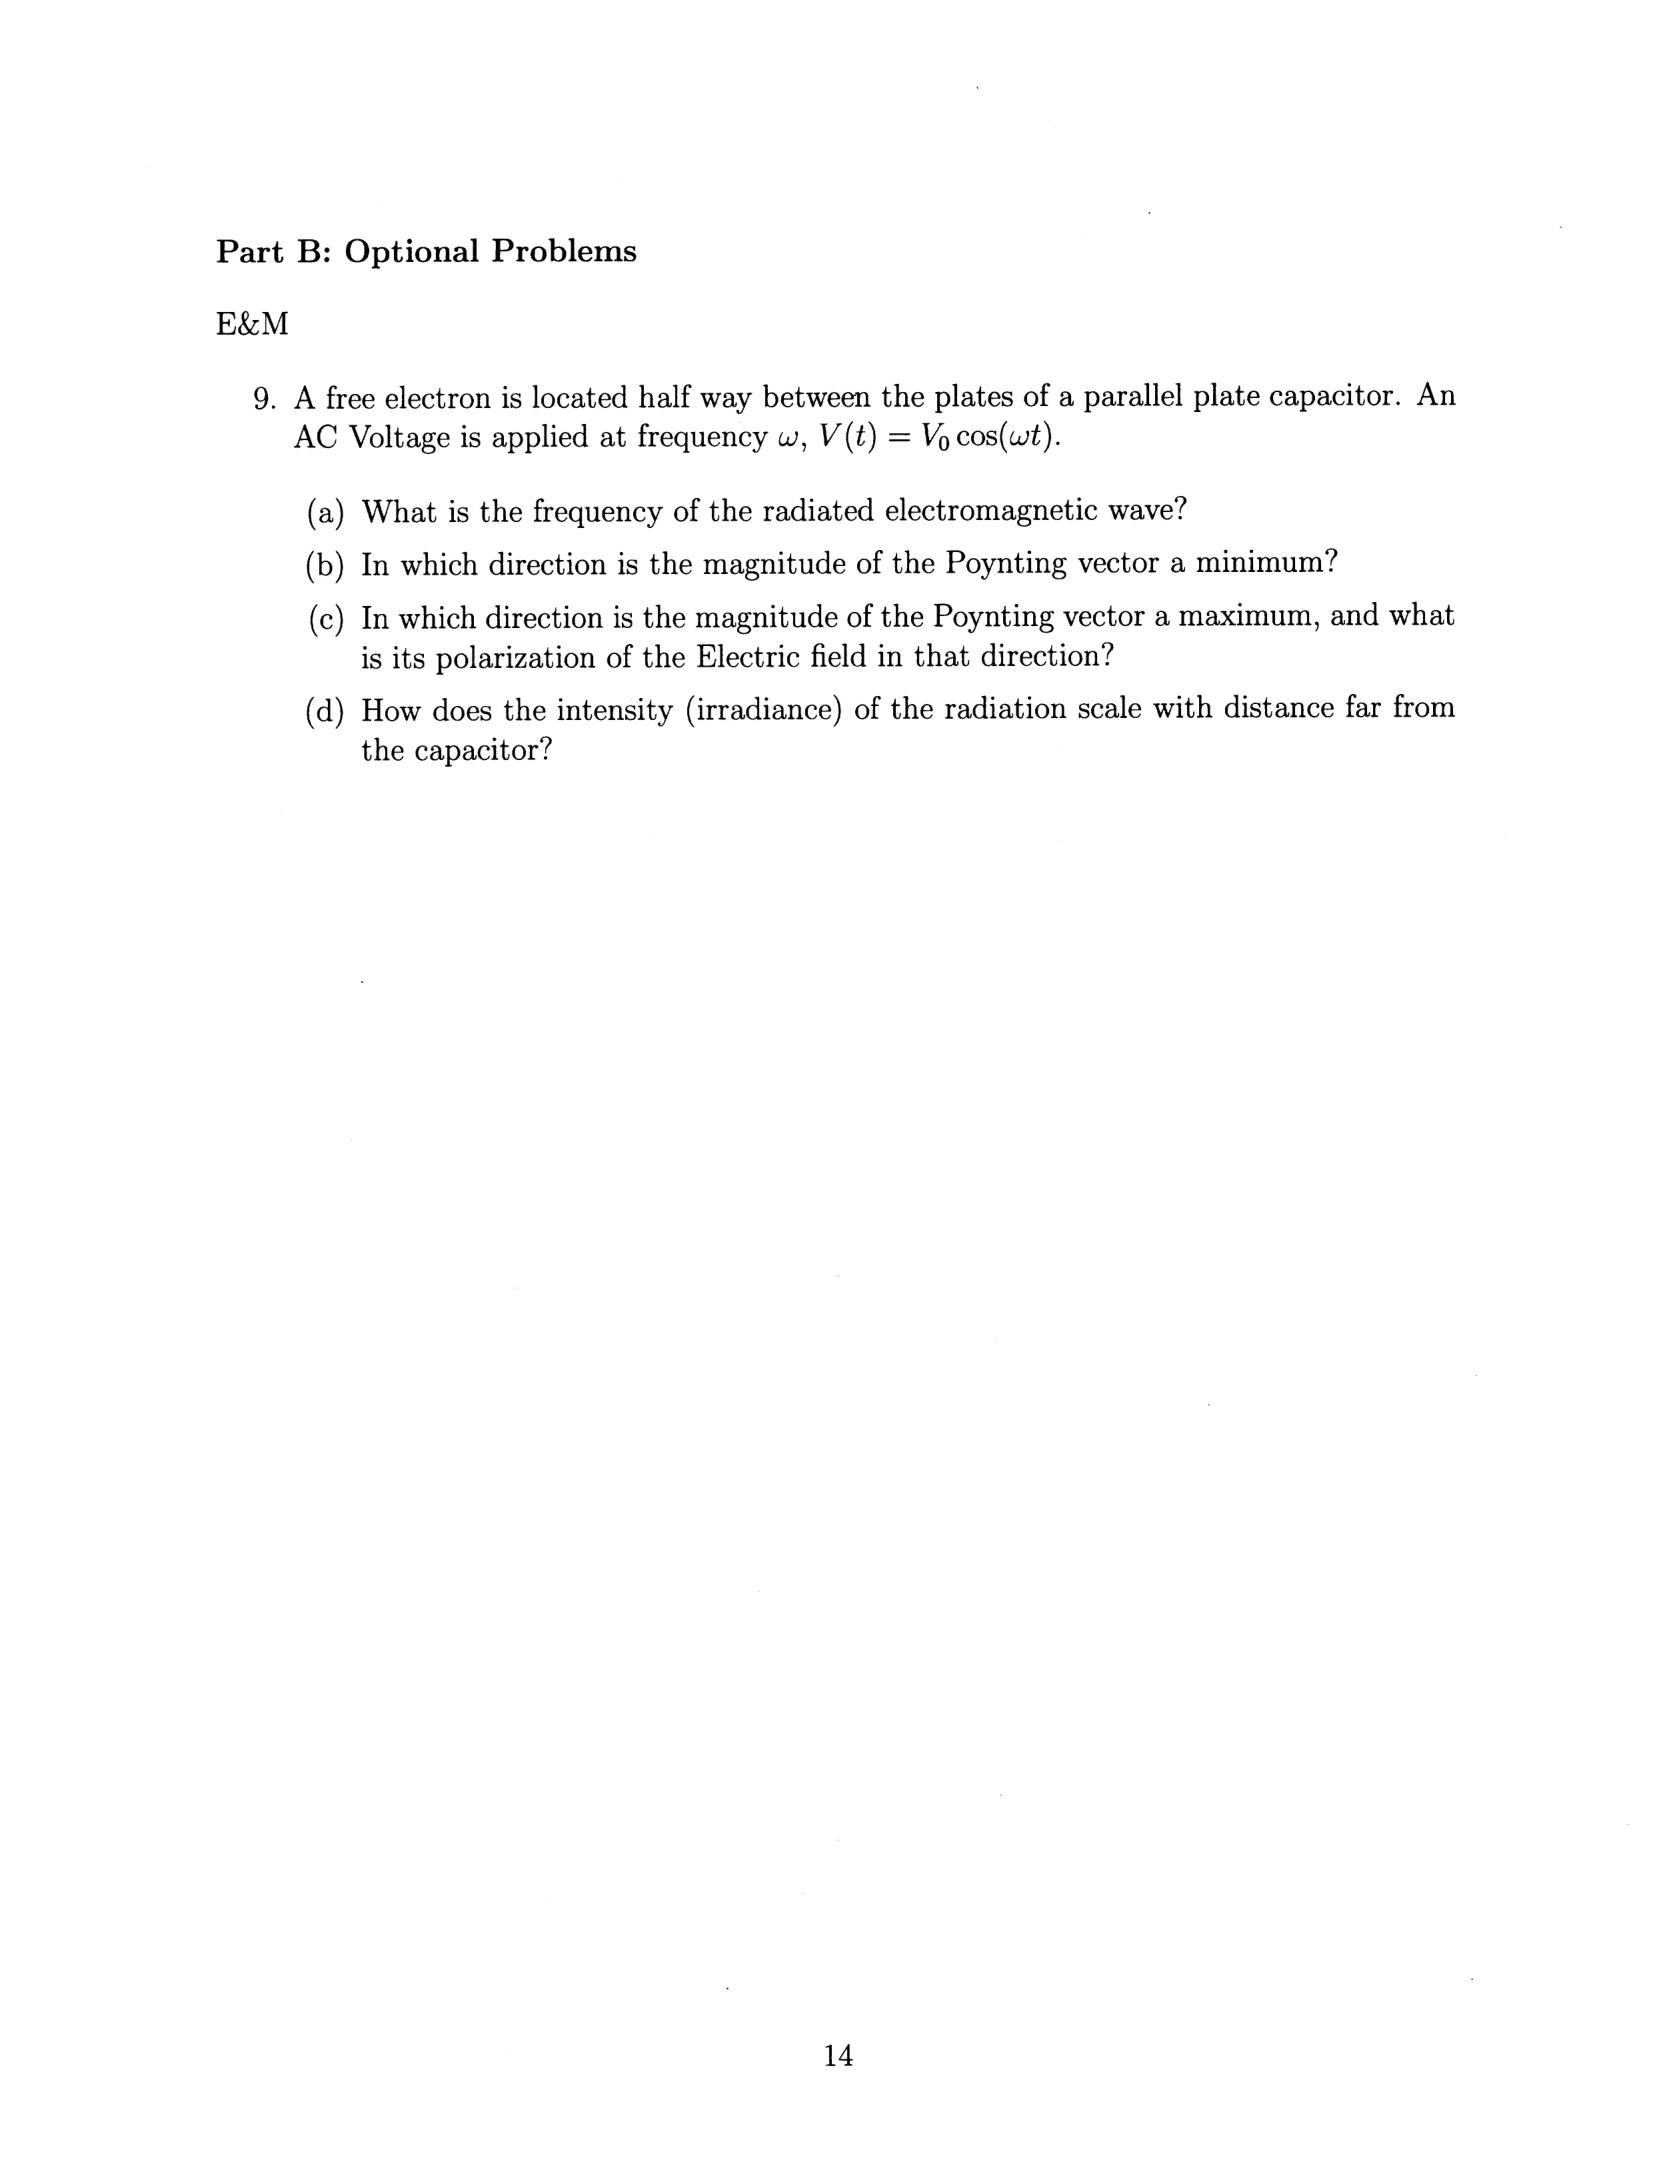 Part B: Optional Problems
E&M
9. A free electron is located half way between the plates of a parallel plate capacitor. An
AC Voltage is applied at frequency ω, V(t) = V₀ cos(ωt).
(a) What is the frequency of the radiated electromagnetic wave?
(b) In which direction is the magnitude of the Poynting vector a minimum?
(c) In which direction is the magnitude of the Poynting vector a maximum, and what
is its polarization of the Electric field in that direction?
(d) How does the intensity (irradiance) of the radiation scale with distance far from
the capacitor?
14